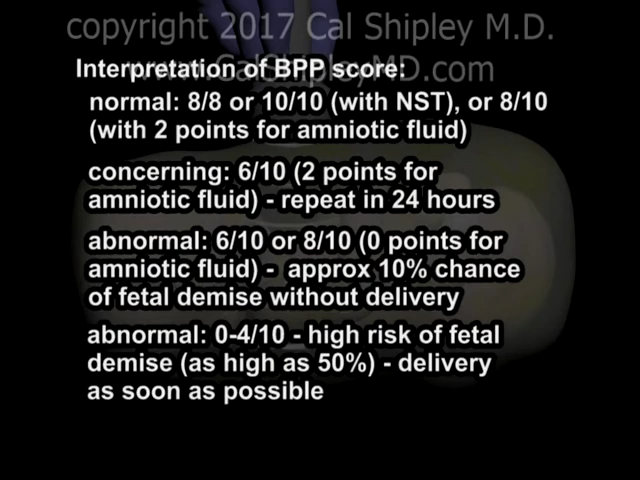 copyright 2017 Cal Shipley M.D.
www.CalShipleyMD.com
Interpretation of BPP score:
normal: 8/8 or 10/10 (with NST), or 8/10
(with 2 points for amniotic fluid)
concerning: 6/10 (2 points for
amniotic fluid) - repeat in 24 hours
abnormal: 6/10 or 8/10 (0 points for
amniotic fluid) - approx 10% chance
of fetal demise without delivery
abnormal: 0-4/10 - high risk of fetal
demise (as high as 50%) - delivery
as soon as possible